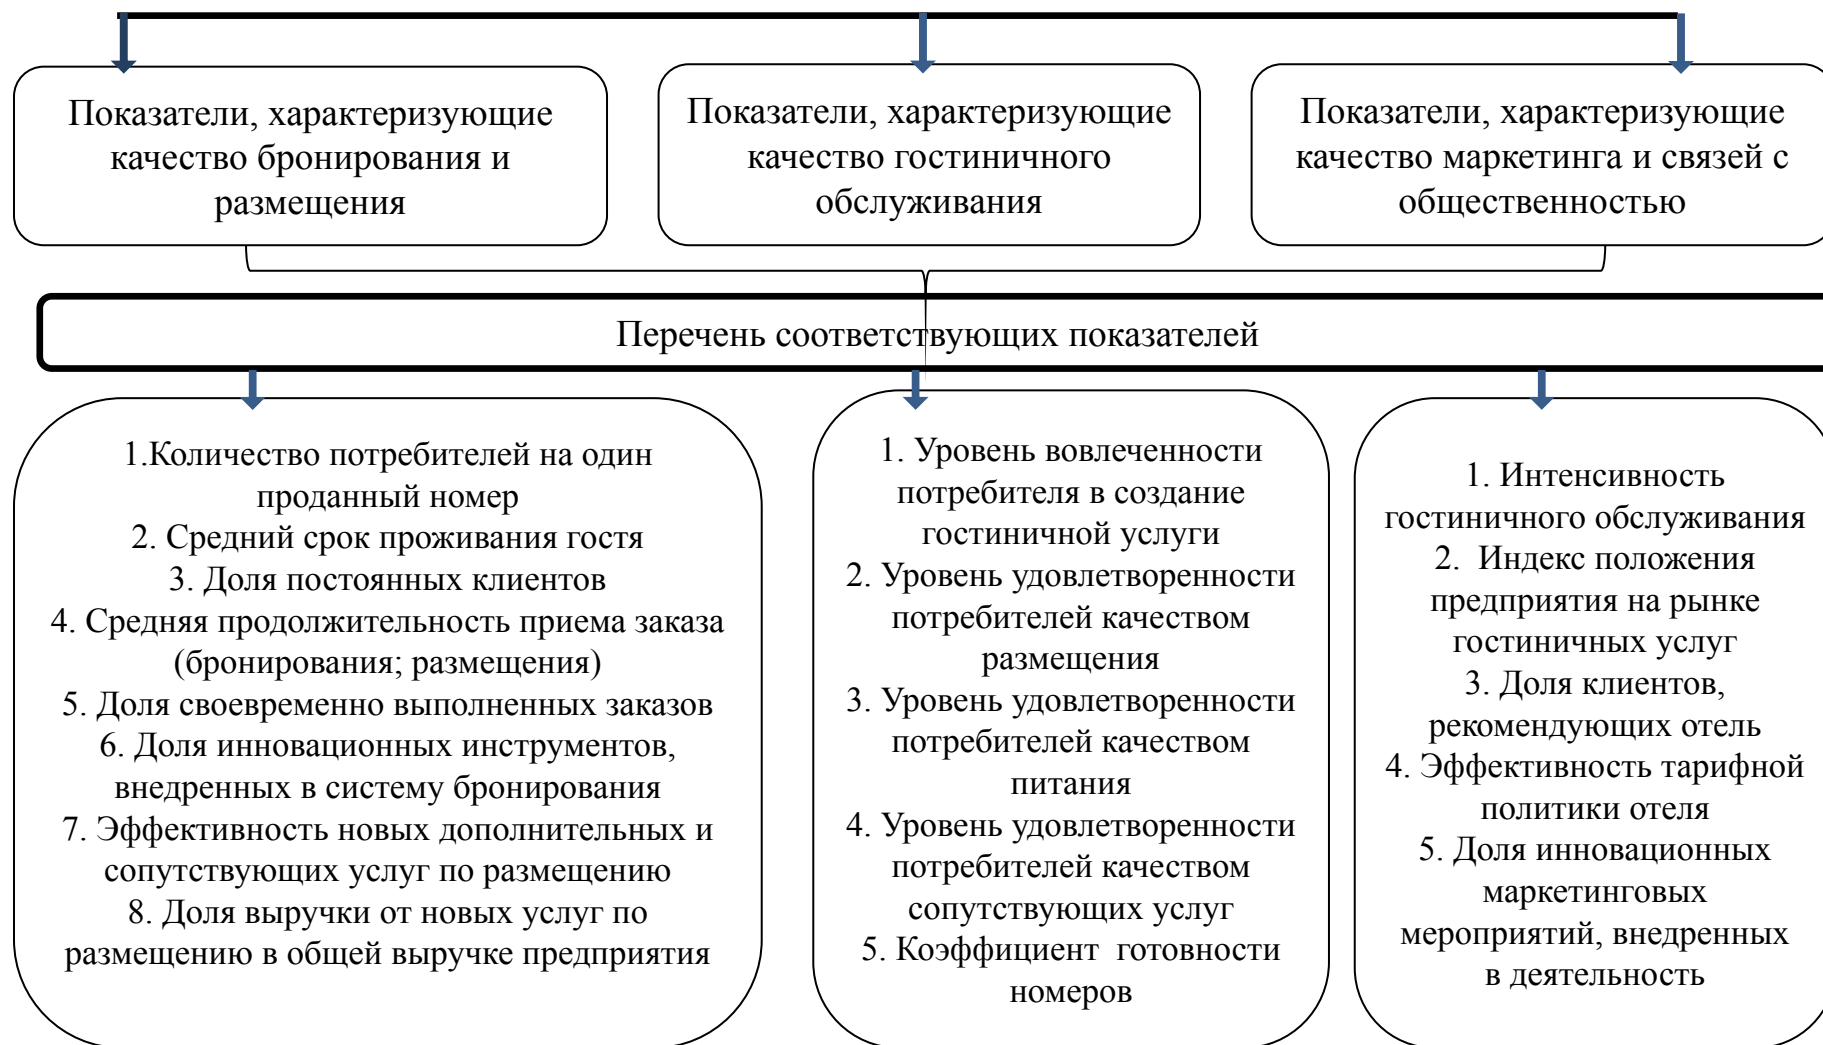 Показатели, характеризующие
качество бронирования и
размещения
Показатели, характеризующие
качество гостиничного
обслуживания
Показатели, характеризующие
качество маркетинга и связей с
общественностью
Перечень соответствующих показателей
1.Количество потребителей на один
проданный номер
2. Средний срок проживания гостя
3. Доля постоянных клиентов
4. Средняя продолжительность приема заказа
(бронирования; размещения)
5. Доля своевременно выполненных заказов
6. Доля инновационных инструментов,
внедренных в систему бронирования
7. Эффективность новых дополнительных и
сопутствующих услуг по размещению
8. Доля выручки от новых услуг по
размещению в общей выручке предприятия
1. Уровень вовлеченности
потребителя в создание
гостиничной услуги
2. Уровень удовлетворенности
потребителей качеством
размещения
3. Уровень удовлетворенности
потребителей качеством
питания
4. Уровень удовлетворенности
потребителей качеством
сопутствующих услуг
5. Коэффициент готовности
номеров
1. Интенсивность
гостиничного обслуживания
2. Индекс положения
предприятия на рынке
гостиничных услуг
3. Доля клиентов,
рекомендующих отель
4. Эффективность тарифной
политики отеля
5. Доля инновационных
маркетинговых
мероприятий, внедренных
в деятельность